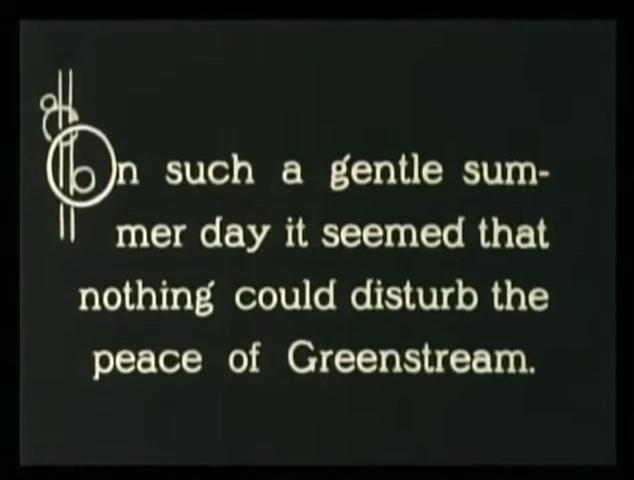 On such a gentle sum-
mer day it seemed that
nothing could disturb the
peace of Greenstream.